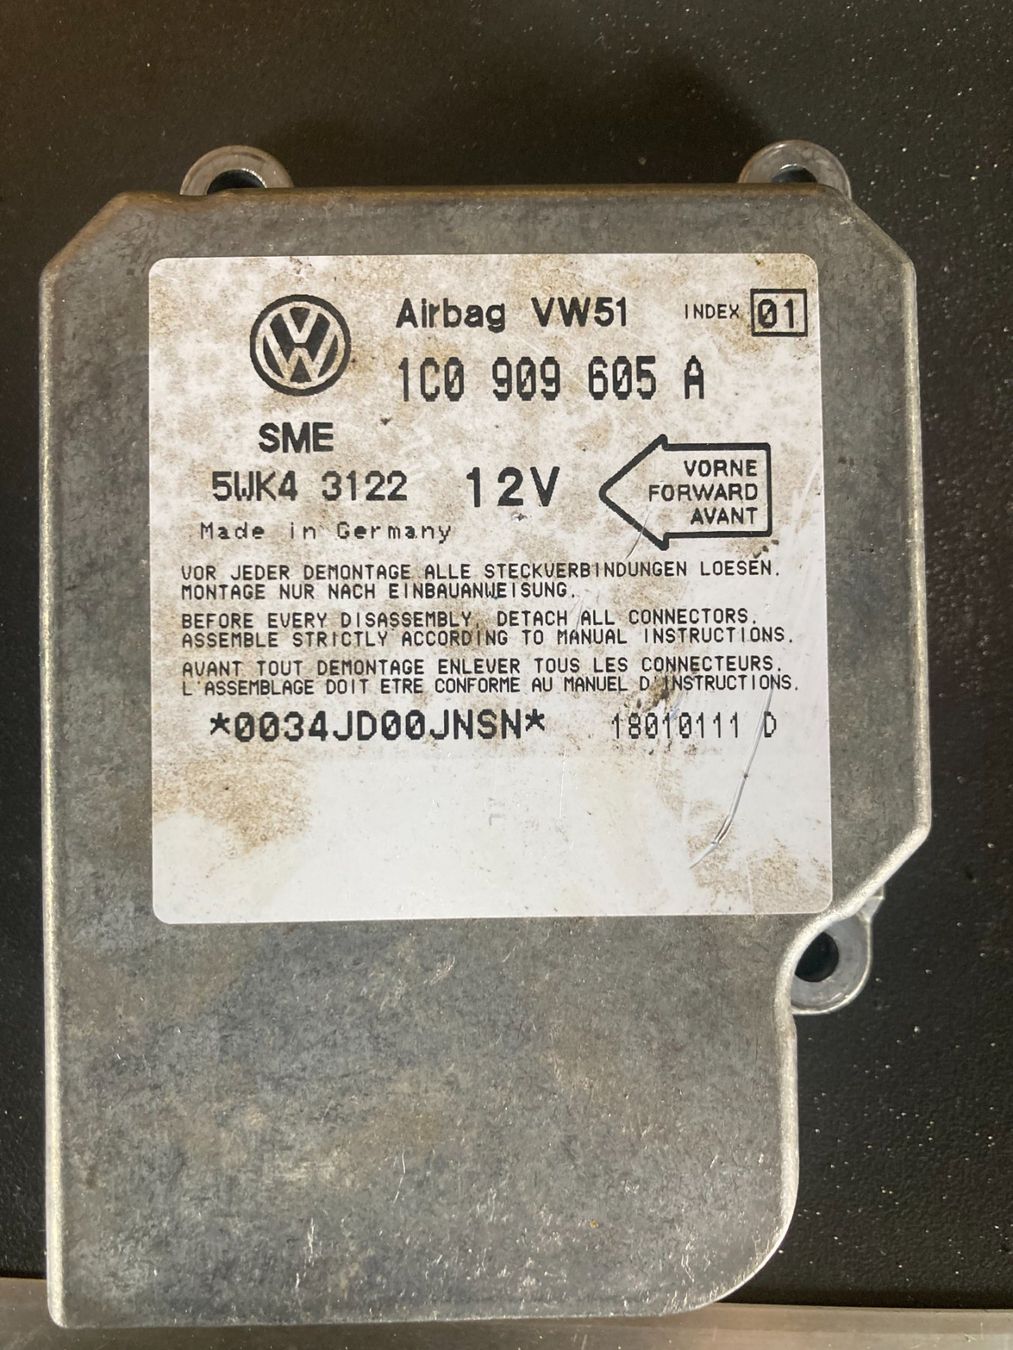 Airbag VW51 INDEX 01
1C0 909 605 A
SME
5WK4 3122 12V
VORNE
FORWARD
AVANT
Made in Germany
VOR JEDER DEMONTAGE ALLE STECKVERBINDUNGEN LOESEN.
MONTAGE NUR NACH EINBAUANWEISUNG.
BEFORE EVERY DISASSEMBLY, DETACH ALL CONNECTORS.
ASSEMBLE STRICTLY ACCORDING TO MANUAL INSTRUCTIONS.
AVANT TOUT DEMONTAGE ENLEVER TOUS LES CONNECTEURS.
L'ASSEMBLAGE DOIT ETRE CONFORME AU MANUEL D'INSTRUCTIONS.
*0034JD00JNSN* 18010111 D